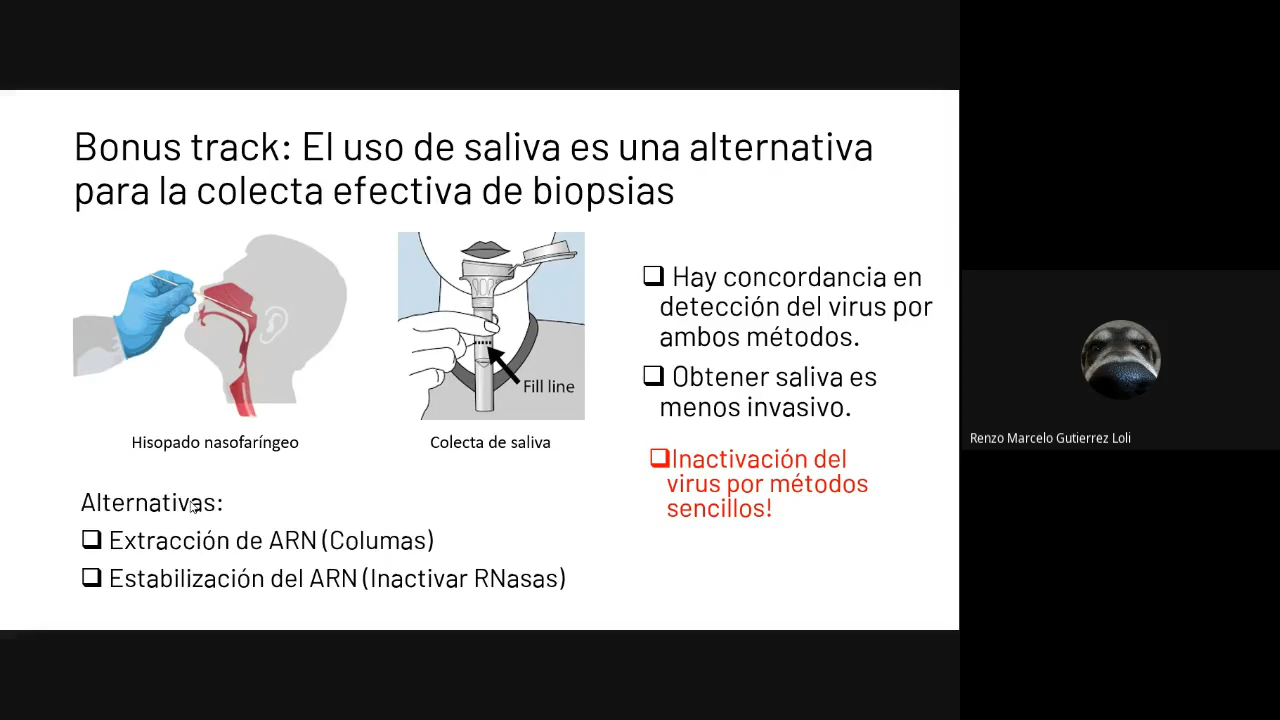 Bonus track: El uso de saliva es una alternativa
para la colecta efectiva de biopsias
Fill line
Hisopado nasofaríngeo
Colecta de saliva
Hay concordancia en
detección del virus por
ambos métodos.
Obtener saliva es
menos invasivo.
Inactivación del
virus por métodos
sencillos!
Alternativas:
Extracción de ARN (Columas)
Estabilización del ARN (Inactivar RNasas)
Renzo Marcelo Gutierrez Loli